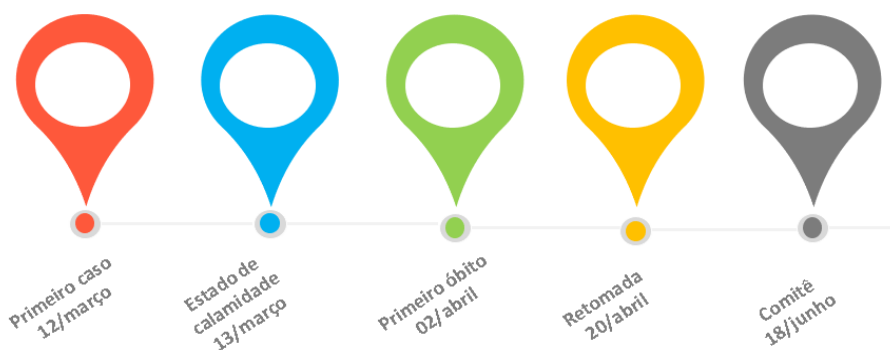 Primeiro caso
12/março
Estado de
calamidade
13/março
Primeiro óbito
02/abril
Retomada
20/abril
Comitê
18/junho